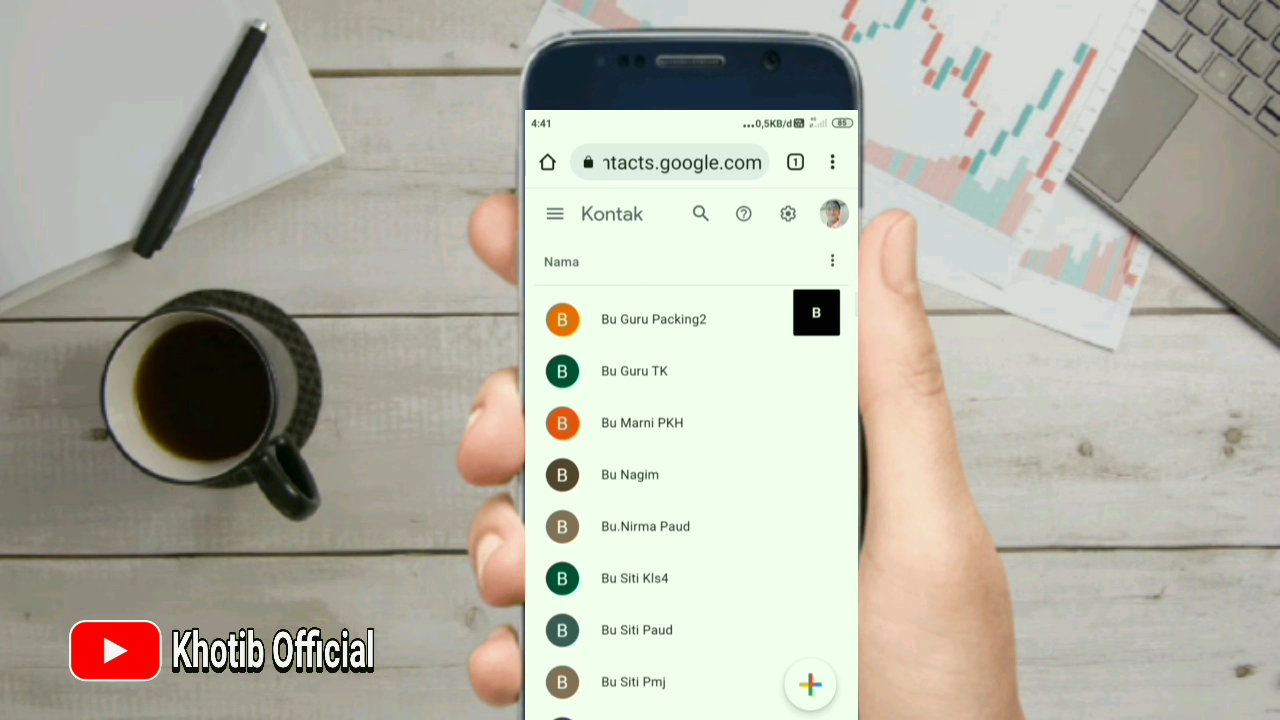 4:41
...0,5KB/d
85
ntacts.google.com
1
Kontak
Nama
B
B Bu Guru Packing2
B Bu Guru TK
B Bu Marni PKH
B Bu Nagim
B Bu.Nirma Paud
B Bu Siti Kls4
B Bu Siti Paud
B Bu Siti Pmj
Khotib Official